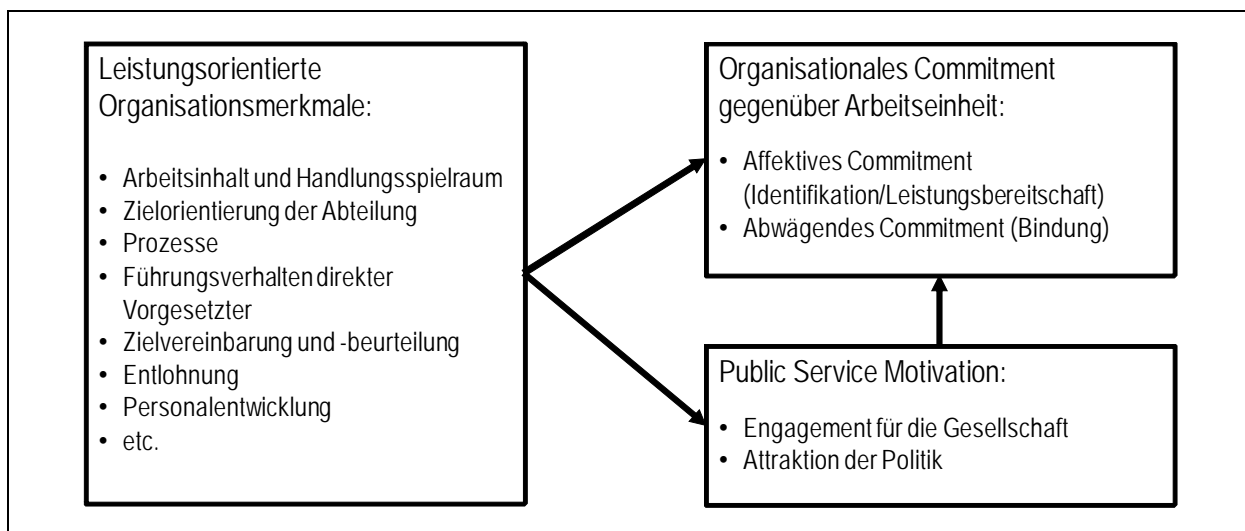 Leistungsorientierte
Organisationsmerkmale:
• Arbeitsinhalt und Handlungsspielraum
• Zielorientierung der Abteilung
• Prozesse
• Führungsverhalten direkter
Vorgesetzter
• Zielvereinbarung und -beurteilung
• Entlohnung
• Personalentwicklung
• etc.
Organisationales Commitment
gegenüber Arbeitseinheit:
• Affektives Commitment
(Identifikation/Leistungsbereitschaft)
• Abwägendes Commitment (Bindung)
Public Service Motivation:
• Engagement für die Gesellschaft
• Attraktion der Politik